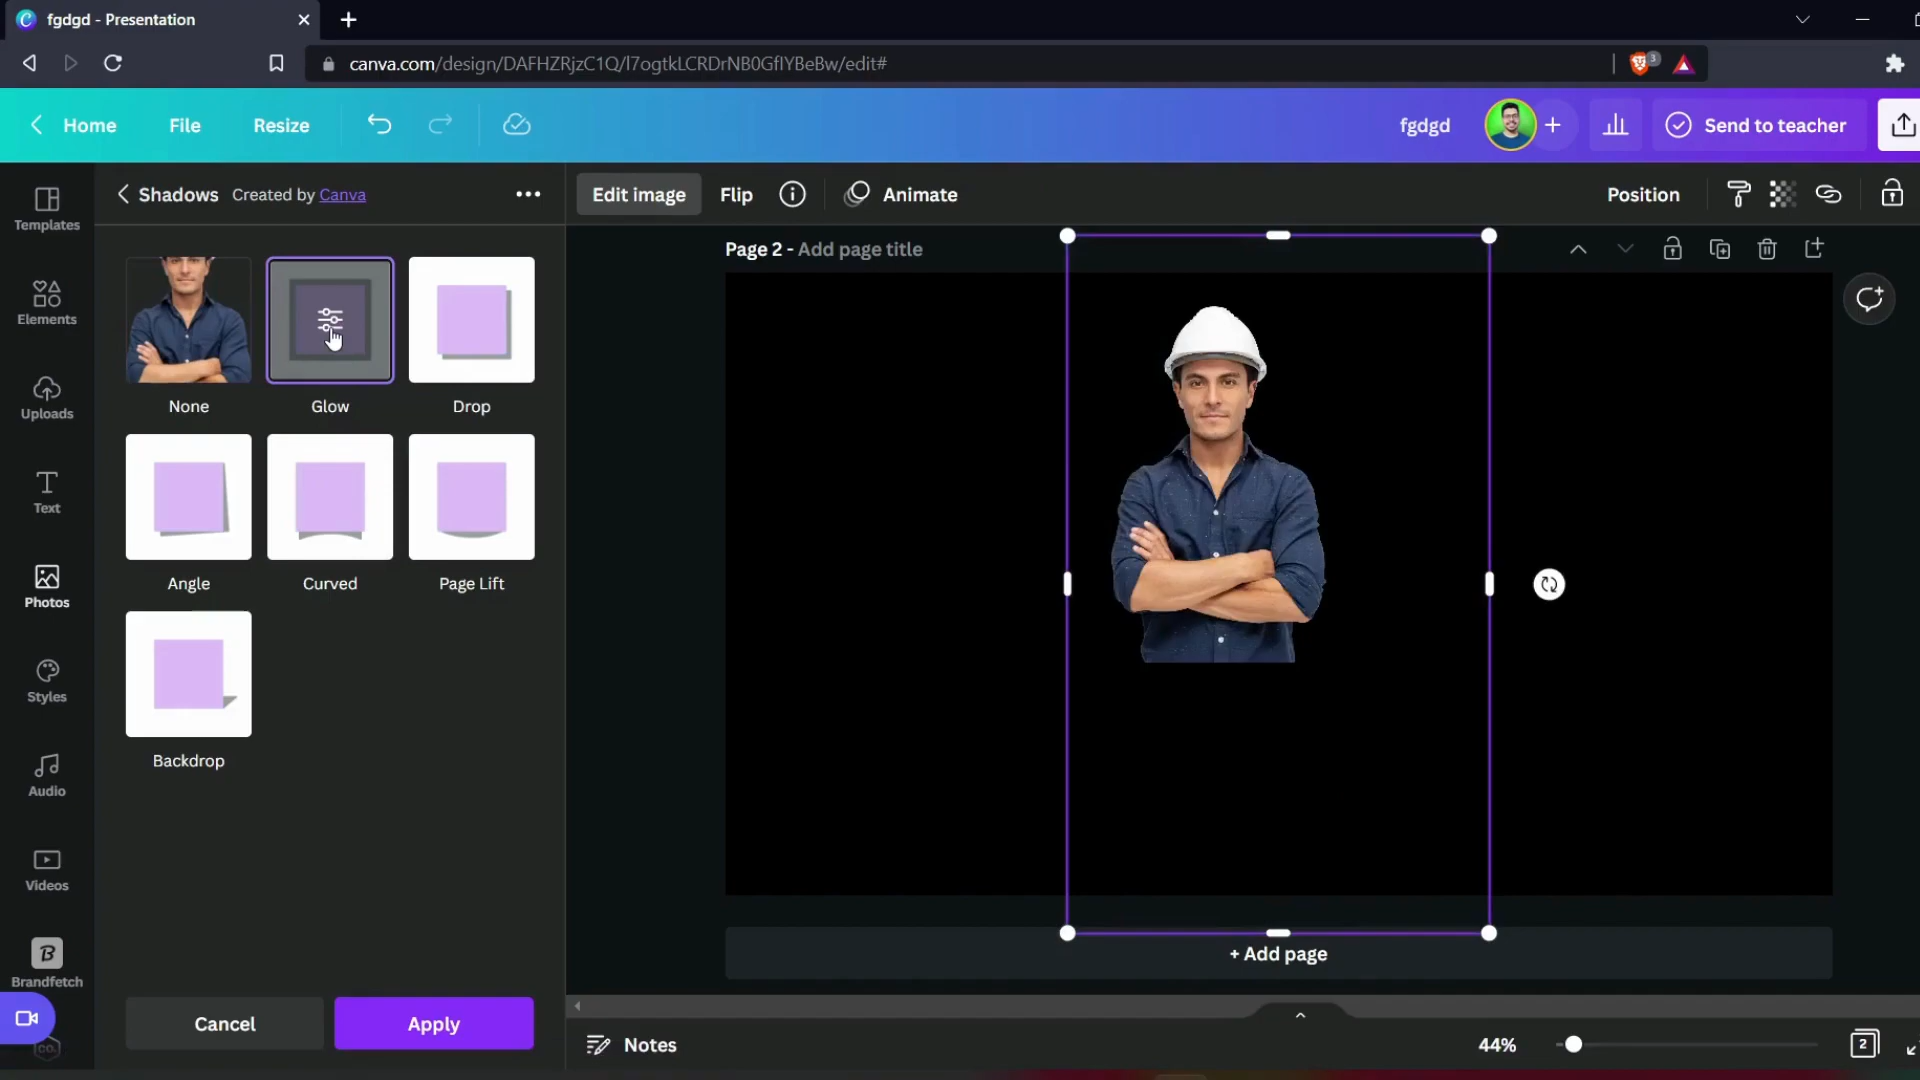 fgdgd - Presentation
canva.com/design/DAFHZRjzC1Q/l7ogtkLCRDrNB0GflYBeBw/edit#
3
Home
File
Resize
fgdgd
Send to teacher
Shadows
Created by Canva
Edit image
Flip
Animate
Position
Templates
Elements
Uploads
Text
Photos
Styles
Audio
Videos
Brandfetch
None
Glow
Drop
Angle
Curved
Page Lift
Backdrop
Cancel
Apply
Page 2 - Add page title
+ Add page
Notes
44%
2